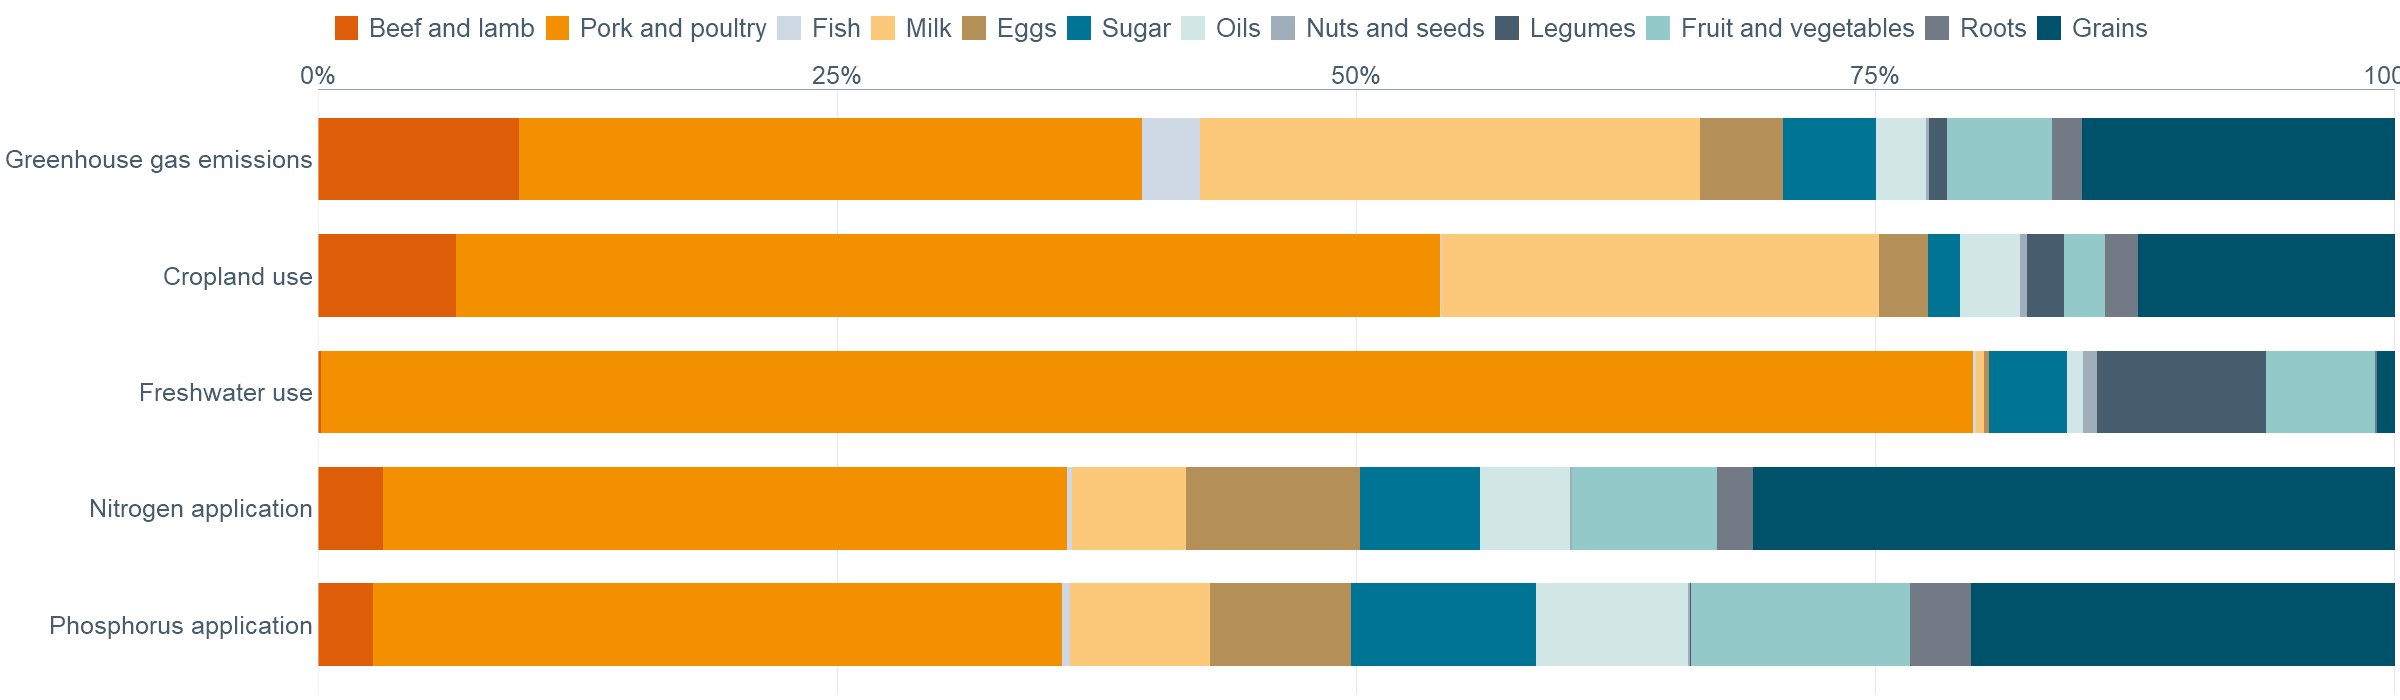 Beef and lamb Pork and poultry Fish Milk Eggs Sugar Oils Nuts and seeds Legumes Fruit and vegetables Roots Grains
0% 25% 50% 75% 100
Greenhouse gas emissions
Cropland use
Freshwater use
Nitrogen application
Phosphorus application